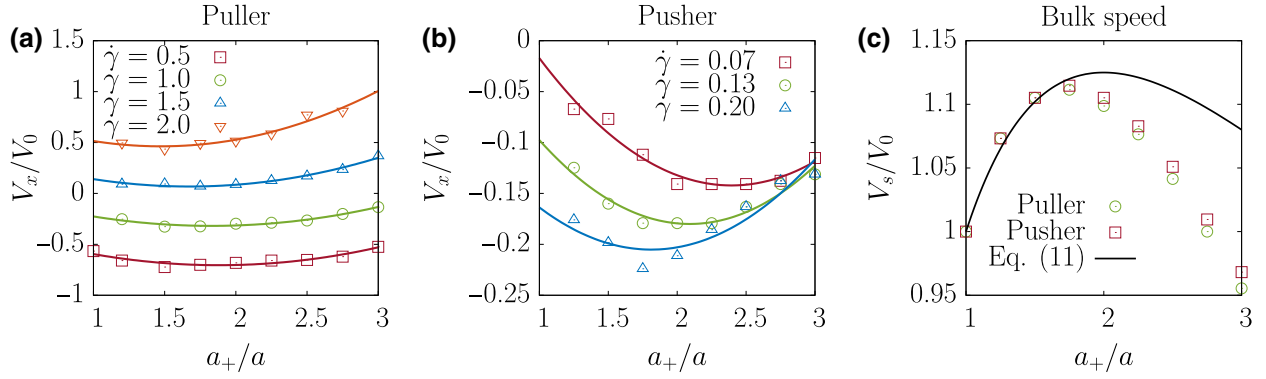 Puller
(a)
1.5
1
0.5
0
−0.5
−1
γ̇ = 0.5
γ̇ = 1.0
γ̇ = 1.5
γ̇ = 2.0
V_x/V_0
1 1.5 2 2.5 3
a_+/a
Pusher
(b)
0
−0.05
−0.1
−0.15
−0.2
−0.25
γ̇ = 0.07
γ̇ = 0.13
γ̇ = 0.20
V_x/V_0
1 1.5 2 2.5 3
a_+/a
Bulk speed
(c)
1.15
1.1
1.05
1
0.95
V_s/V_0
Puller
Pusher
Eq. (11)
1 2 3
a_+/a